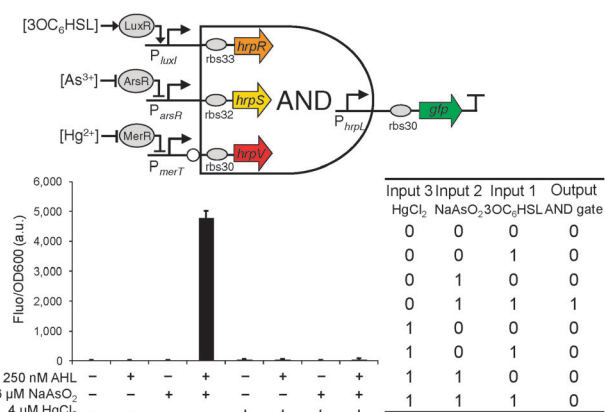 [3OC6HSL] LuxR
PluxI rbs33 hrpR
[As3+] ArsR
ParsR rbs32 hrpS AND
PhrpL rbs30 gfp
[Hg2+] MerR
PmerT rbs30 hrpV
6,000
5,000
4,000
3,000
2,000
1,000
0
Fluo/OD600 (a.u.)
250 nM AHL − + − + − + − +
µM NaAsO2 − − + + − − + +
4 µM HgCl2
Input 3 Input 2 Input 1 Output
HgCl2 NaAsO2 3OC6HSL AND gate
0 0 0 0
0 0 1 0
0 1 0 0
0 1 1 1
1 0 0 0
1 0 1 0
1 1 0 0
1 1 1 0